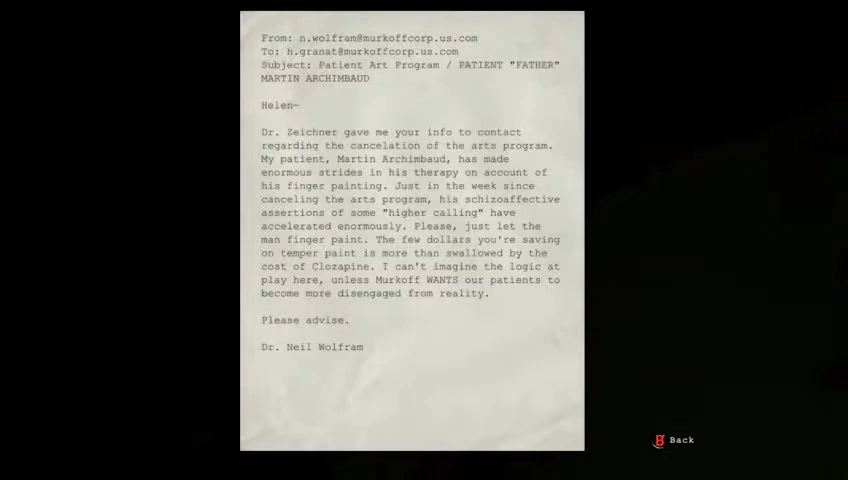 From: n.wolfram@murkoffcorp.us.com
To: h.granat@murkoffcorp.us.com
Subject: Patient Art Program / PATIENT "FATHER"
MARTIN ARCHIMBAUD
Helen—
Dr. Zeichner gave me your info to contact
regarding the cancelation of the arts program.
My patient, Martin Archimbaud, has made
enormous strides in his therapy on account of
his finger painting. Just in the week since
canceling the arts program, his schizoaffective
assertions of some "higher calling" have
accelerated enormously. Please, just let the
man finger paint. The few dollars you're saving
on temper paint is more than swallowed by the
cost of Clozapine. I can't imagine the logic at
play here, unless Murkoff WANTS our patients to
become more disengaged from reality.
Please advise.
Dr. Neil Wolfram
B Back